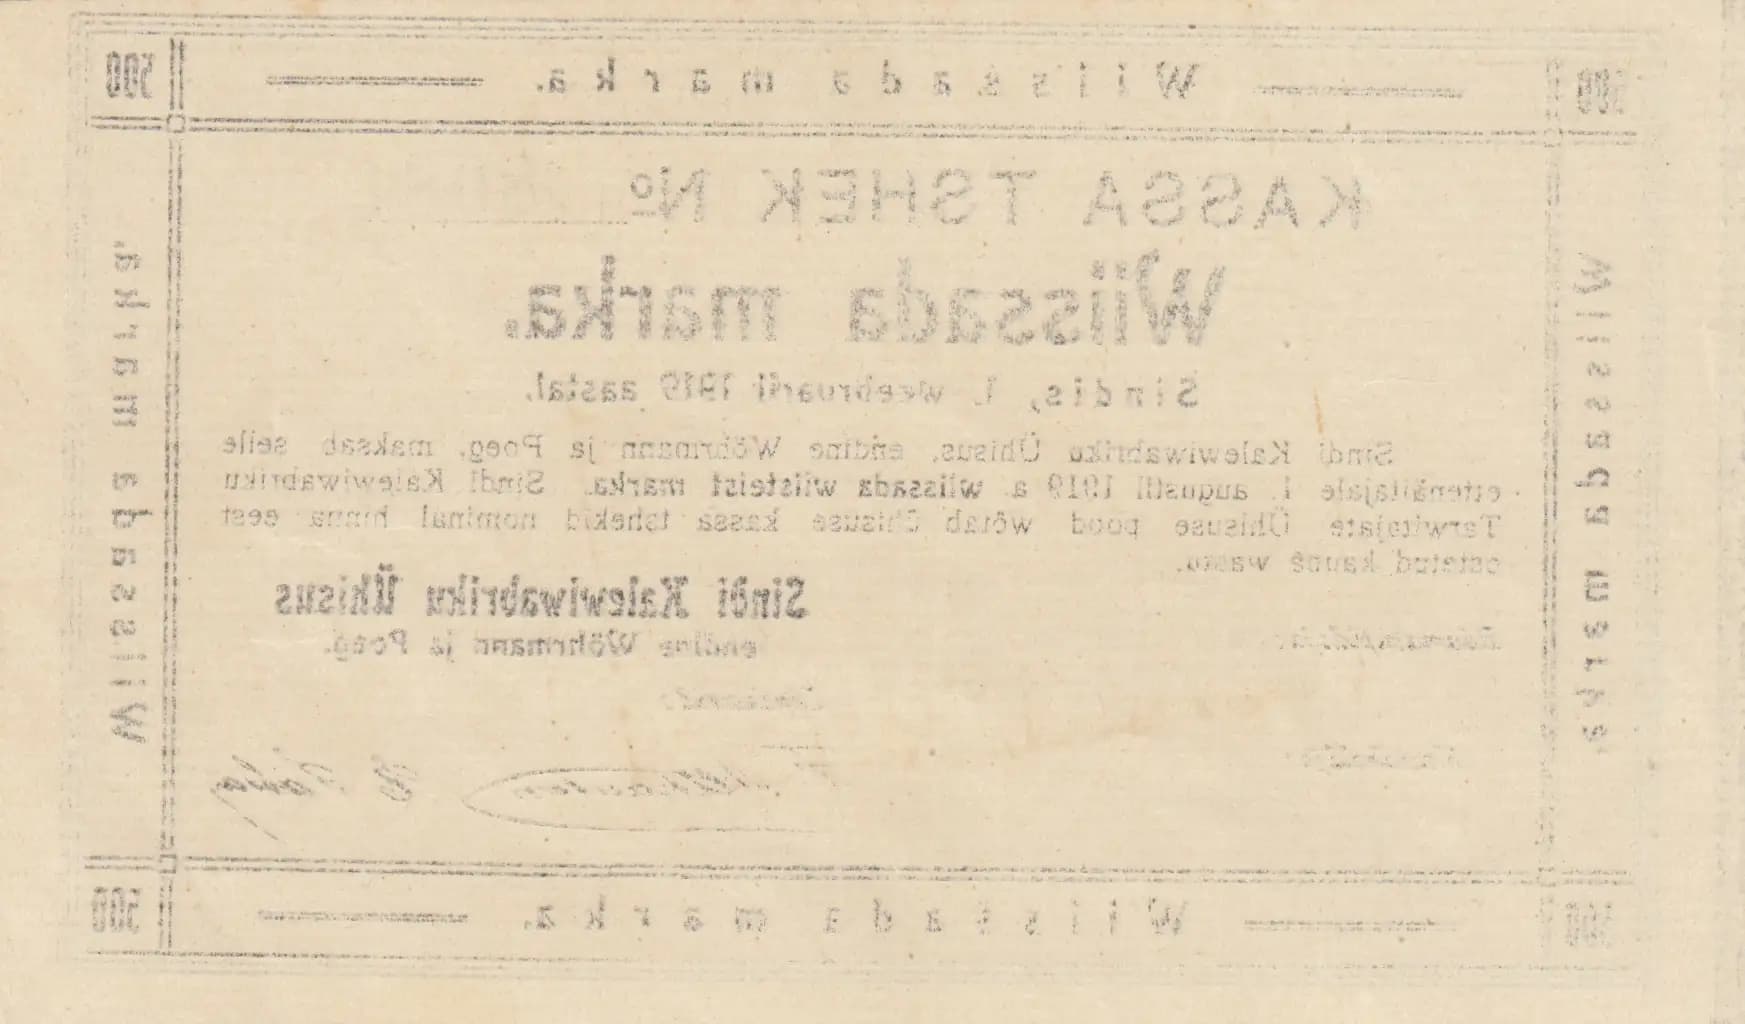 500 Wiissada marka. 500
KASSA TSHEK No
Wiissada marka.
Sindis, 1. weebruaril 1919 aastal.
Sindi Kalewiwabriku Ühisus, endine Wöhrmann ja Poeg, maksab selle
ettenäitajale 1. augustil 1919 a. wiissada wiisteist marka. Sindi Kalewiwabriku
Tarwitajate Ühisuse pood wõtab ühisuse kassa tshekid nominal hinna eest
ostetud kauba wastu.
Sindi Kalewiwabriku Ühisus
endine Wöhrmann ja Poeg.
Wiissada marka.
Wiissada marka.
500 Wiissada marka. 500